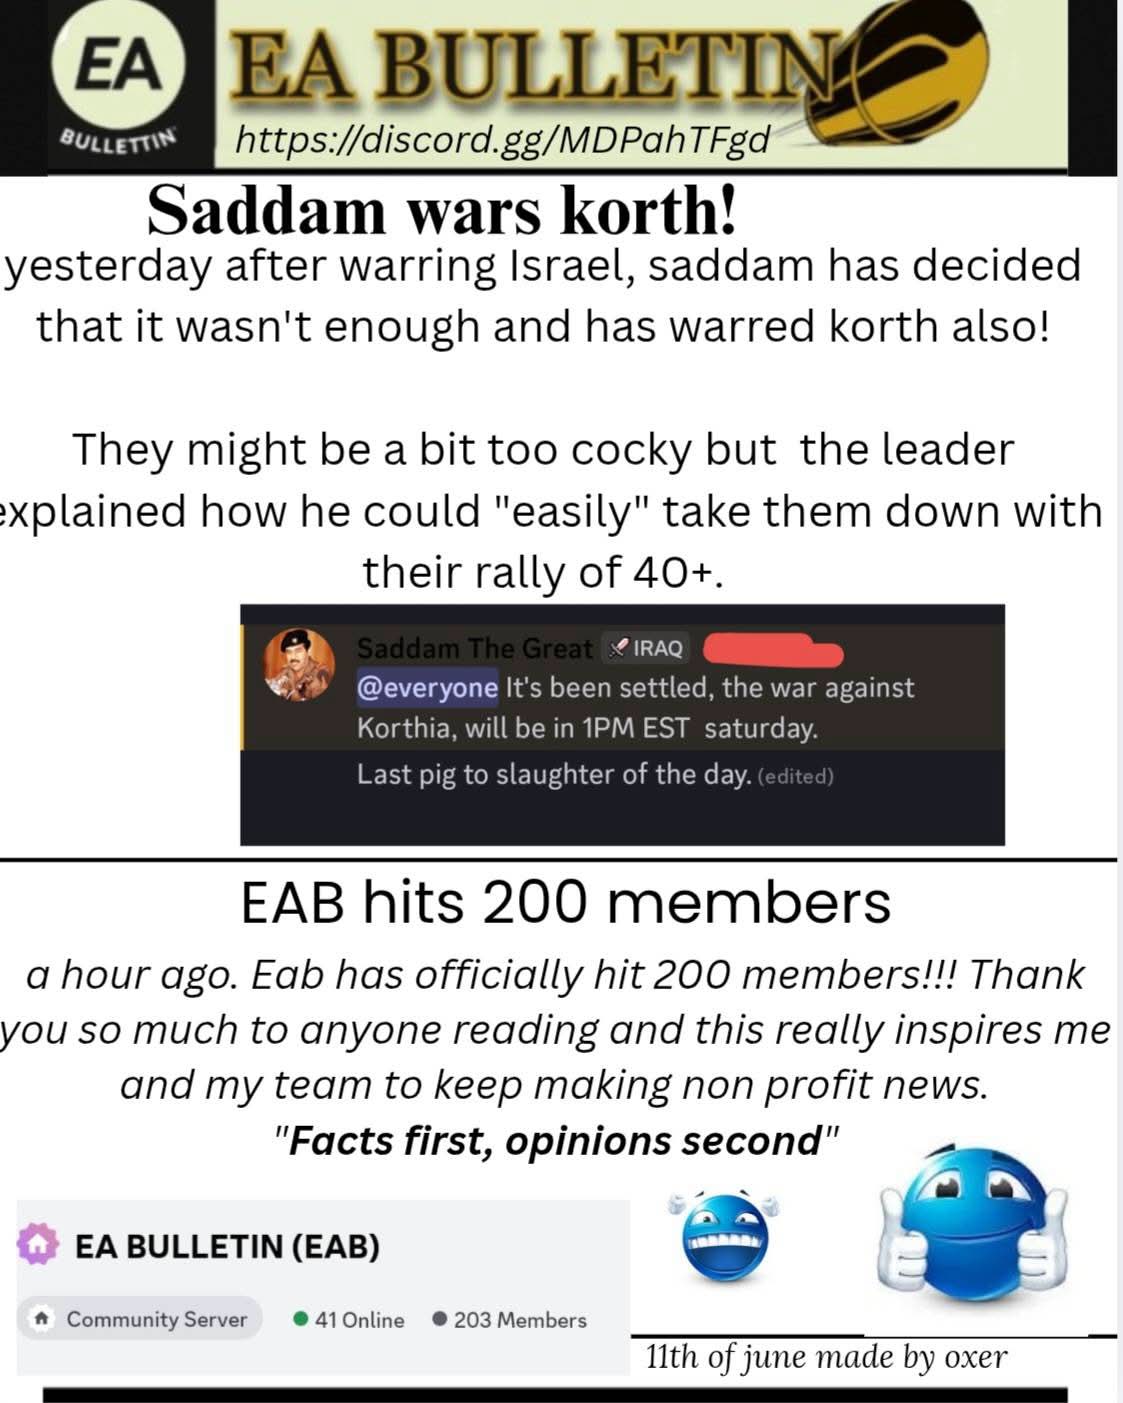 EA
BULLETTIN
EA BULLETIN
https://discord.gg/MDPahTFgd
Saddam wars korth!
yesterday after warring Israel, saddam has decided
that it wasn't enough and has warred korth also!
They might be a bit too cocky but the leader
explained how he could "easily" take them down with
their rally of 40+.
Saddam The Great IRAQ
@everyone It's been settled, the war against
Korthia, will be in 1PM EST saturday.
Last pig to slaughter of the day. (edited)
EAB hits 200 members
a hour ago. Eab has officially hit 200 members!!! Thank
you so much to anyone reading and this really inspires me
and my team to keep making non profit news.
"Facts first, opinions second"
EA BULLETIN (EAB)
Community Server 41 Online 203 Members
11th of june made by oxer